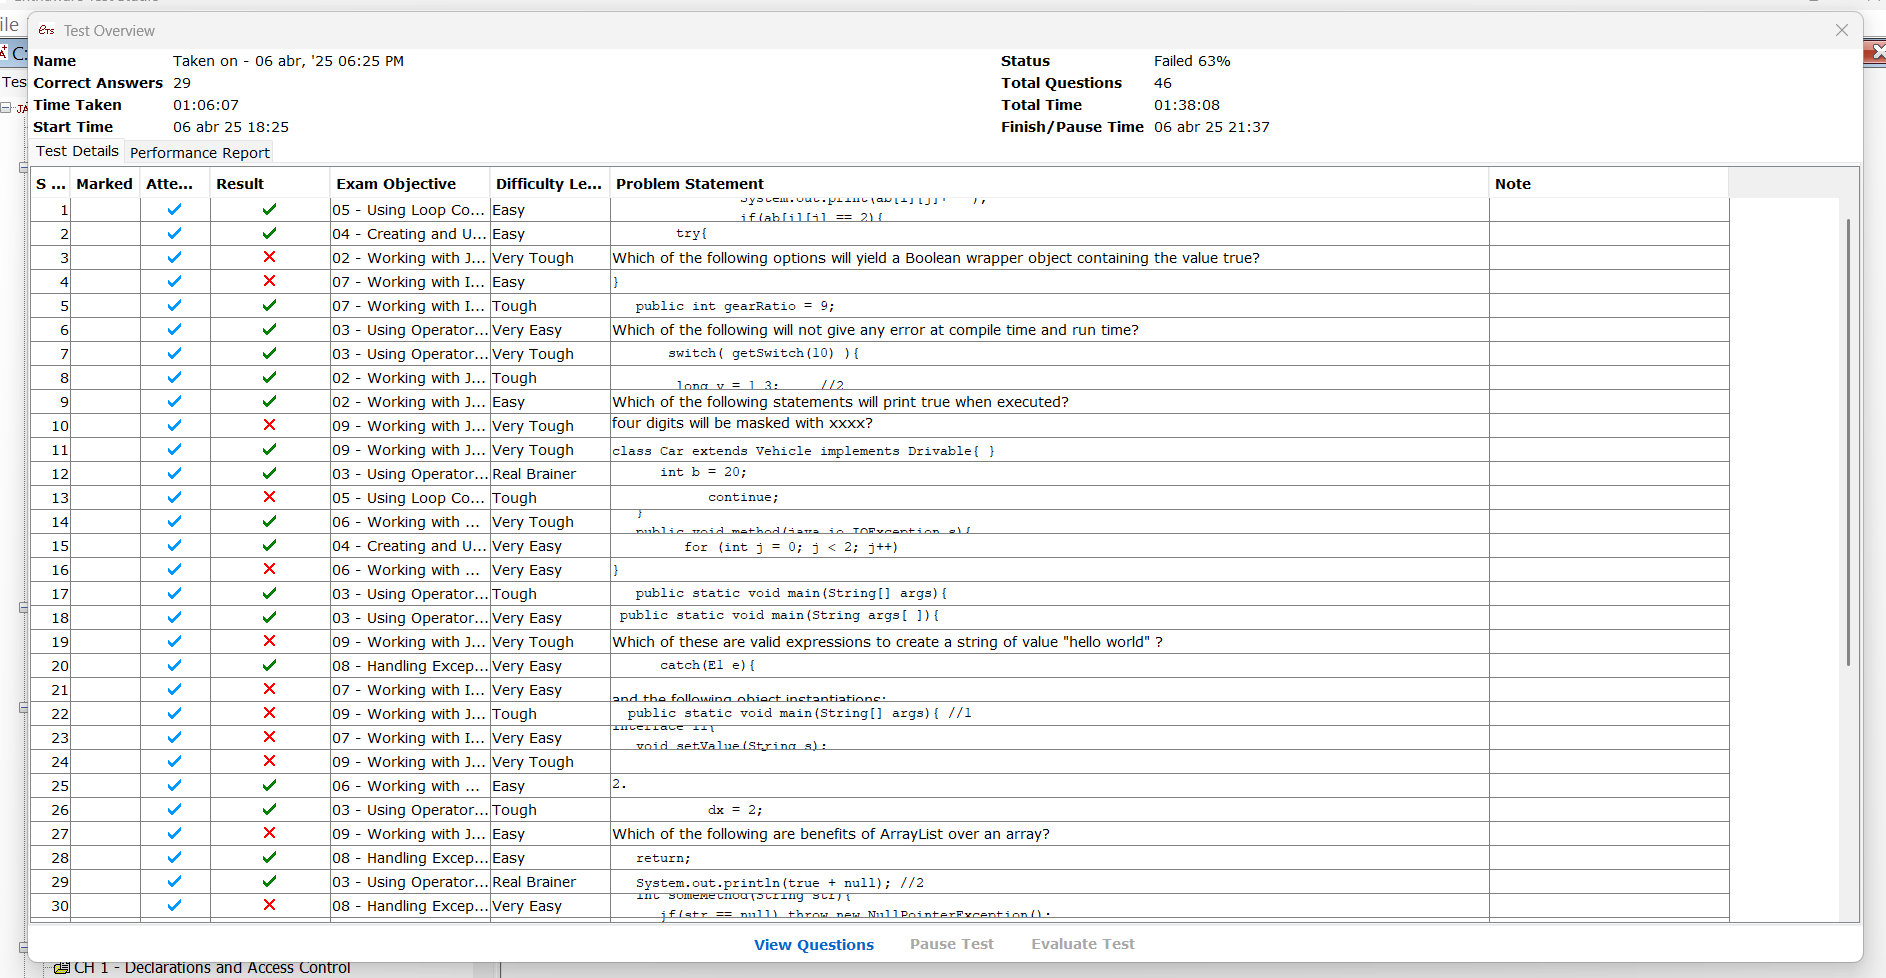 ile
Test Overview
C:
Name Taken on - 06 abr, '25 06:25 PM Status Failed 63%
Tes Correct Answers 29 Total Questions 46
Time Taken 01:06:07 Total Time 01:38:08
Start Time 06 abr 25 18:25 Finish/Pause Time 06 abr 25 21:37
Test Details Performance Report
S ... Marked Atte... Result Exam Objective Difficulty Le... Problem Statement Note
1 05 - Using Loop Co... Easy System.out.print(ab[i][j]+" ");
if(ab[i][j] == 2){
2 04 - Creating and U... Easy try{
3 02 - Working with J... Very Tough Which of the following options will yield a Boolean wrapper object containing the value true?
4 07 - Working with I... Easy }
5 07 - Working with I... Tough public int gearRatio = 9;
6 03 - Using Operator... Very Easy Which of the following will not give any error at compile time and run time?
7 03 - Using Operator... Very Tough switch( getSwitch(10) ){
8 02 - Working with J... Tough long y = 1_3; //2
9 02 - Working with J... Easy Which of the following statements will print true when executed?
10 09 - Working with J... Very Tough four digits will be masked with xxxx?
11 09 - Working with J... Very Tough class Car extends Vehicle implements Drivable{ }
12 03 - Using Operator... Real Brainer int b = 20;
13 05 - Using Loop Co... Tough continue;
14 06 - Working with ... Very Tough }
public void method(java.io.IOException s){
15 04 - Creating and U... Very Easy for (int j = 0; j < 2; j++)
16 06 - Working with ... Very Easy }
17 03 - Using Operator... Tough public static void main(String[] args){
18 03 - Using Operator... Very Easy public static void main(String args[ ]){
19 09 - Working with J... Very Tough Which of these are valid expressions to create a string of value "hello world" ?
20 08 - Handling Excep... Very Easy catch(E1 e){
21 07 - Working with I... Very Easy and the following object instantiations:
22 09 - Working with J... Tough public static void main(String[] args){ //1
23 07 - Working with I... Very Easy interface I1{
void setValue(String s);
24 09 - Working with J... Very Tough
25 06 - Working with ... Easy 2.
26 03 - Using Operator... Tough dx = 2;
27 09 - Working with J... Easy Which of the following are benefits of ArrayList over an array?
28 08 - Handling Excep... Easy return;
29 03 - Using Operator... Real Brainer System.out.println(true + null); //2
30 08 - Handling Excep... Very Easy int someMethod(String str){
if(str == null) throw new NullPointerException();
View Questions Pause Test Evaluate Test
CH 1 - Declarations and Access Control